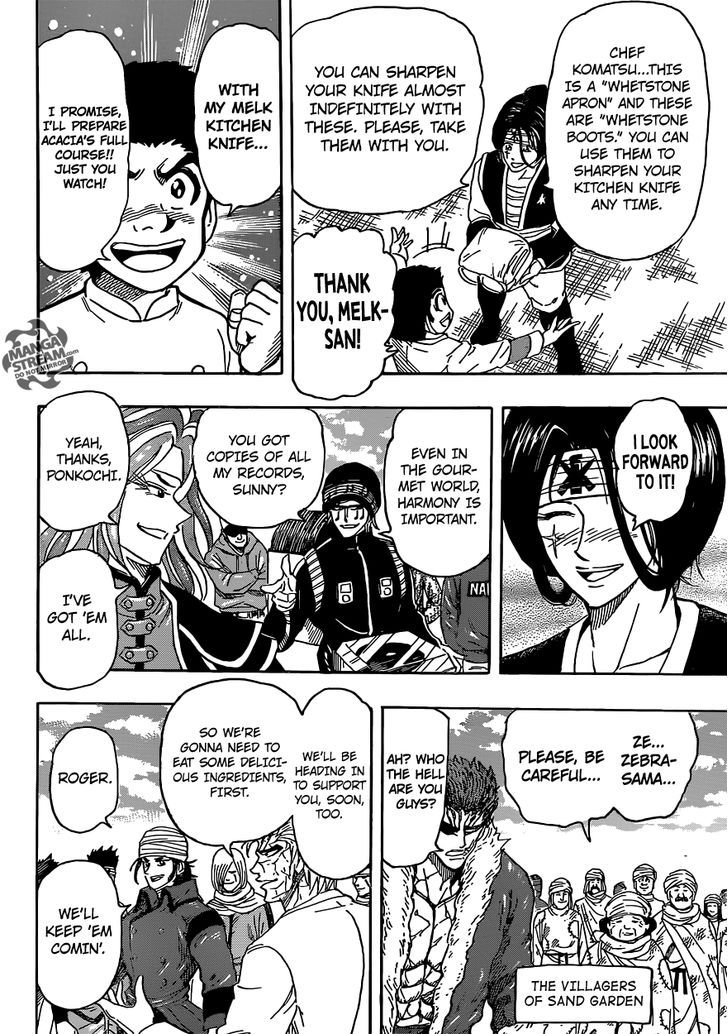 CHEF
KOMATSU...THIS
IS A "WHETSTONE
APRON" AND THESE
ARE "WHETSTONE
BOOTS." YOU CAN
USE THEM TO
SHARPEN YOUR
KITCHEN KNIFE
ANY TIME.
YOU CAN SHARPEN
YOUR KNIFE ALMOST
INDEFINITELY WITH
THESE. PLEASE, TAKE
THEM WITH YOU.
THANK
YOU, MELK-
SAN!
WITH
MY MELK
KITCHEN
KNIFE...
I PROMISE,
I'LL PREPARE
ACACIA'S FULL
COURSE!!
JUST YOU
WATCH!
MANGA
STREAM.com
DO NOT MIRROR
I LOOK
FORWARD
TO IT!
EVEN IN
THE GOUR-
MET WORLD,
HARMONY IS
IMPORTANT.
YOU GOT
COPIES OF ALL
MY RECORDS,
SUNNY?
YEAH,
THANKS,
PONKOCHI.
I'VE
GOT 'EM
ALL.
ZE...
ZEBRA-
SAMA...
PLEASE, BE
CAREFUL...
AH? WHO
THE HELL
ARE YOU
GUYS?
THE VILLAGERS
OF SAND GARDEN
WE'LL BE
HEADING IN
TO SUPPORT
YOU, SOON,
TOO.
SO WE'RE
GONNA NEED TO
EAT SOME DELICI-
OUS INGREDIENTS,
FIRST.
ROGER.
WE'LL
KEEP 'EM
COMIN'.